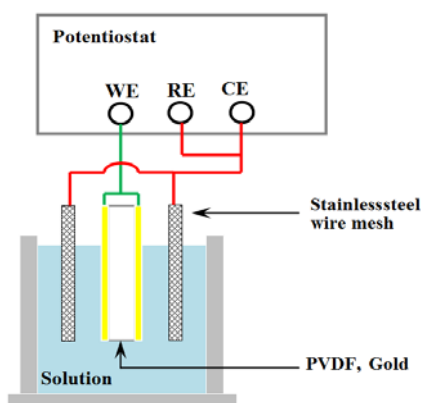 Potentiostat
WE RE CE
Stainlesssteel
wire mesh
PVDF, Gold
Solution